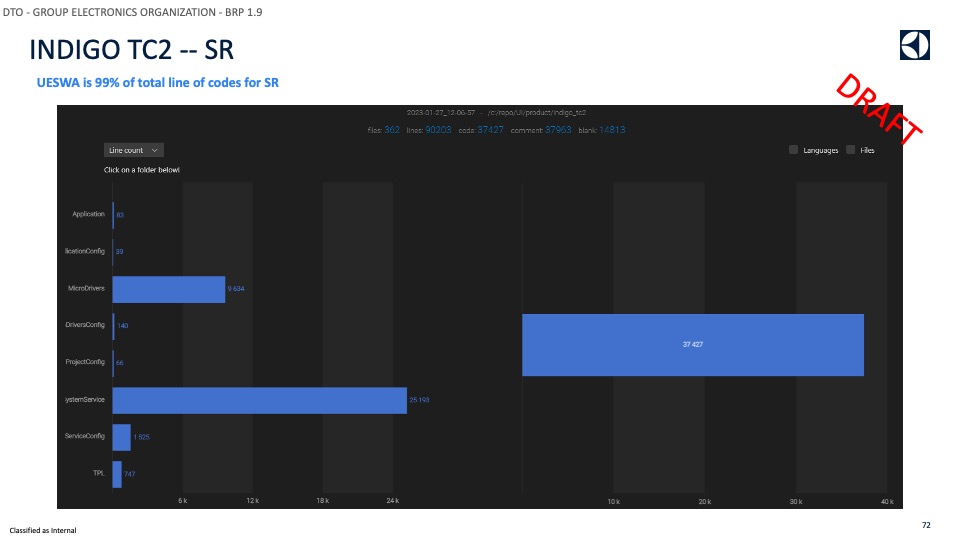 DTO - GROUP ELECTRONICS ORGANIZATION - BRP 1.9
INDIGO TC2 -- SR
UESWA is 99% of total line of codes for SR
DRAFT
2023-01-27_12-06-57 - /c:/repo/UI/product/indigo_tc2
files: 362 lines: 90203 code: 37427 comment: 37963 blank: 14813
Line count
Languages Files
Click on a folder below!
Application 83
licationConfig 39
MicroDrivers 9 634
DriversConfig 140
37 427
ProjectConfig 66
ystemService 25 193
ServiceConfig 1 525
TPL 747
6 k 12 k 18 k 24 k 10 k 20 k 30 k 40 k
Classified as Internal
72